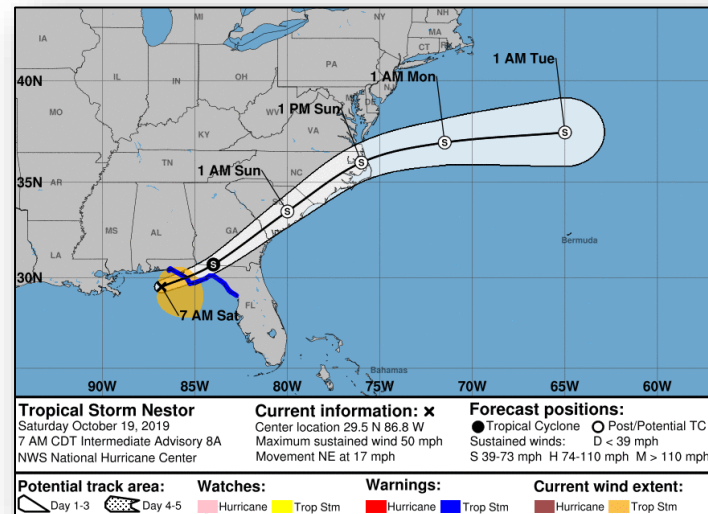 MI
NY
NH
MA
CT
RI
IA
PA
NJ
40N
IL
IN
OH
1 AM Mon
1 AM Tue
MD
DE
MO
WV
1 PM Sun
KY
VA
1 AM Sun
TN
NC
35N
AR
SC
MS
AL
GA
Bermuda
LA
30N
FL
7 AM Sat
Bahamas
90W 85W 80W 75W 70W 65W 60W
S S S S S
Tropical Storm Nestor
Saturday October 19, 2019
7 AM CDT Intermediate Advisory 8A
NWS National Hurricane Center
Current information: ×
Center location 29.5 N 86.8 W
Maximum sustained wind 50 mph
Movement NE at 17 mph
Forecast positions:
Tropical Cyclone Post/Potential TC
Sustained winds: D < 39 mph
S 39-73 mph H 74-110 mph M > 110 mph
Potential track area:
Day 1-3 Day 4-5
Watches:
Hurricane Trop Stm
Warnings:
Hurricane Trop Stm
Current wind extent:
Hurricane Trop Stm